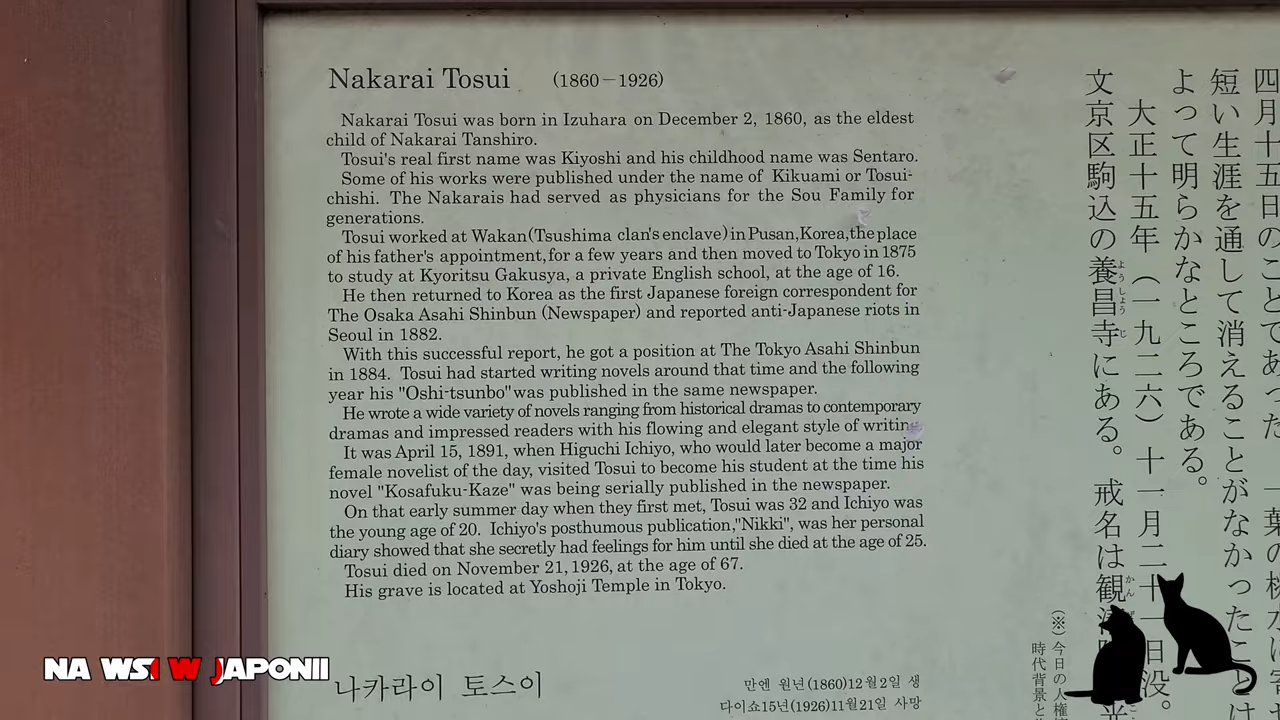 Nakarai Tosui (1860－1926)
Nakarai Tosui was born in Izuhara on December 2, 1860, as the eldest
child of Nakarai Tanshiro.
Tosui's real first name was Kiyoshi and his childhood name was Sentaro.
Some of his works were published under the name of Kikuami or Tosui-
chishi. The Nakarais had served as physicians for the Sou Family for
generations.
Tosui worked at Wakan(Tsushima clan's enclave)in Pusan,Korea,the place
of his father's appointment,for a few years and then moved to Tokyo in 1875
to study at Kyoritsu Gakusya, a private English school, at the age of 16.
He then returned to Korea as the first Japanese foreign correspondent for
The Osaka Asahi Shinbun (Newspaper) and reported anti-Japanese riots in
Seoul in 1882.
With this successful report, he got a position at The Tokyo Asahi Shinbun
in 1884. Tosui had started writing novels around that time and the following
year his "Oshi-tsunbo"was published in the same newspaper.
He wrote a wide variety of novels ranging from historical dramas to contemporary
dramas and impressed readers with his flowing and elegant style of writing.
It was April 15, 1891, when Higuchi Ichiyo, who would later become a major
female novelist of the day, visited Tosui to become his student at the time his
novel "Kosafuku-Kaze" was being serially published in the newspaper.
On that early summer day when they first met, Tosui was 32 and Ichiyo was
the young age of 20. Ichiyo's posthumous publication,"Nikki", was her personal
diary showed that she secretly had feelings for him until she died at the age of 25.
Tosui died on November 21, 1926, at the age of 67.
His grave is located at Yoshoji Temple in Tokyo.
나카라이 토스이
만엔 원년(1860)12월2일 생
다이쇼15년(1926)11월21일 사망
四月十五日のことであった
短い生涯を通して消えることがなかったことは
よって明らかなところである。
大正十五年（一九二六）十一月二十一日没。
文京区駒込の養昌寺にある。戒名は観
ようしょうじ
かん
(※)今日の人権
時代背景と
NA WSI W JAPONII